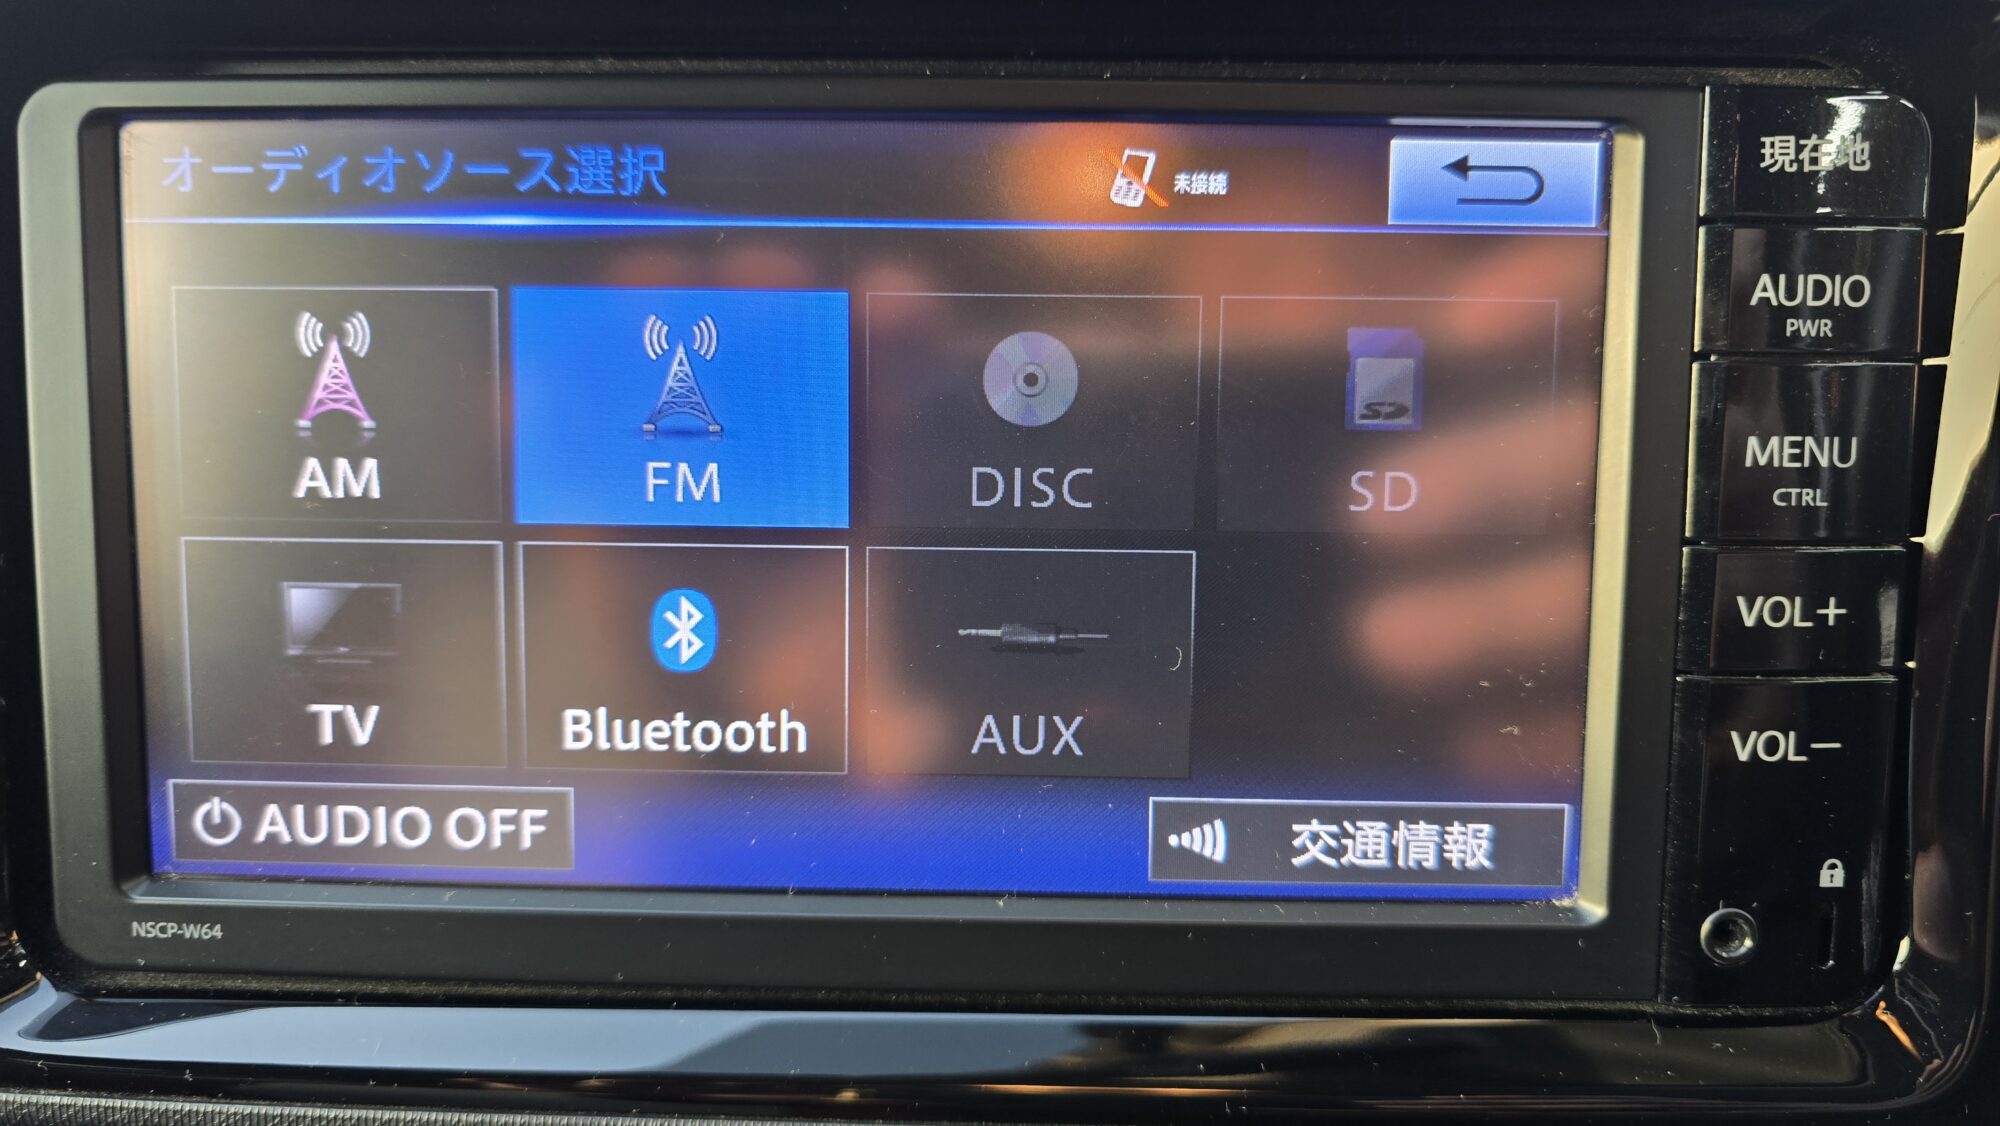 オーディオソース選択
未接続
現在地
AUDIO
PWR
AM
FM
DISC
SD
SD
MENU
CTRL
TV
Bluetooth
AUX
VOL+
VOL−
AUDIO OFF
交通情報
NSCP-W64